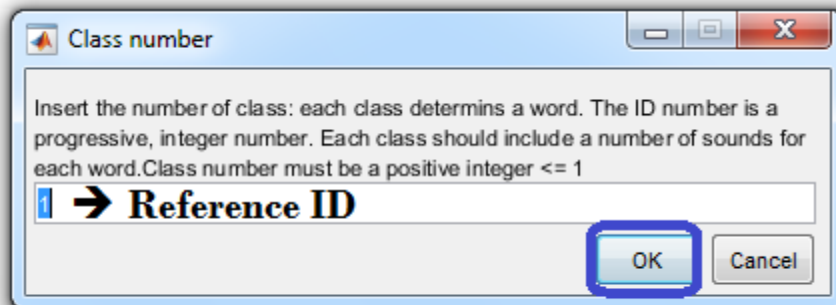 Class number
Insert the number of class: each class determins a word. The ID number is a
progressive, integer number. Each class should include a number of sounds for
each word.Class number must be a positive integer <= 1
1 ➔ Reference ID
OK Cancel